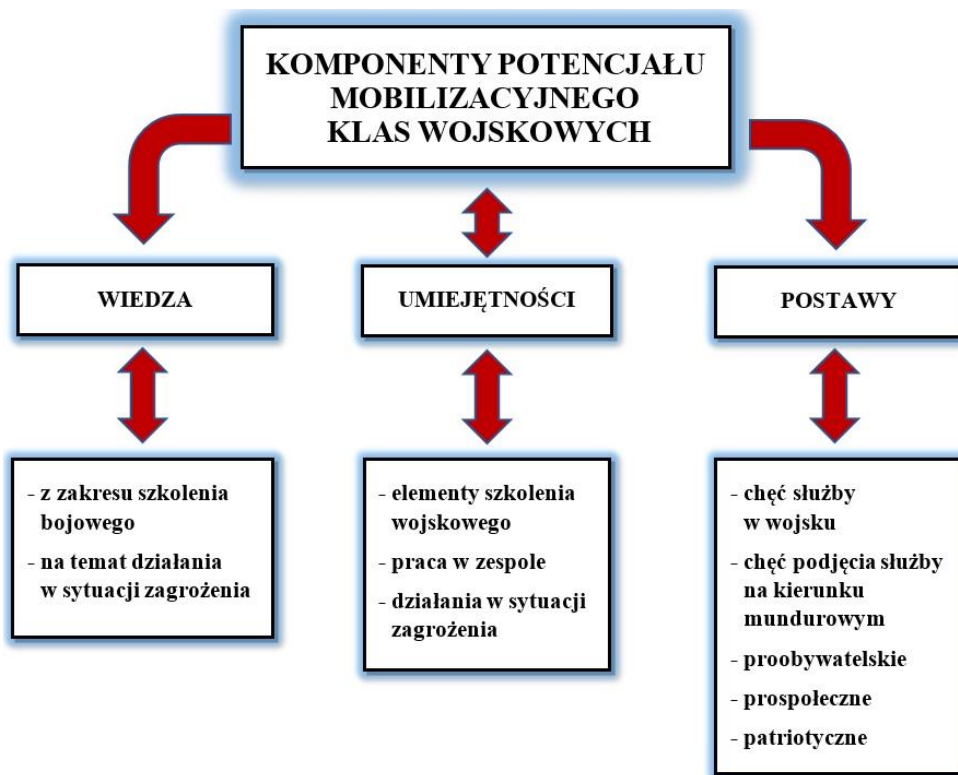 KOMPONENTY POTENCJAŁU
MOBILIZACYJNEGO
KLAS WOJSKOWYCH
WIEDZA
UMIEJĘTNOŚCI
POSTAWY
- z zakresu szkolenia
bojowego
- na temat działania
w sytuacji zagrożenia
- elementy szkolenia
wojskowego
- praca w zespole
- działania w sytuacji
zagrożenia
- chęć służby
w wojsku
- chęć podjęcia służby
na kierunku
mundurowym
- proobywatelskie
- prospołeczne
- patriotyczne